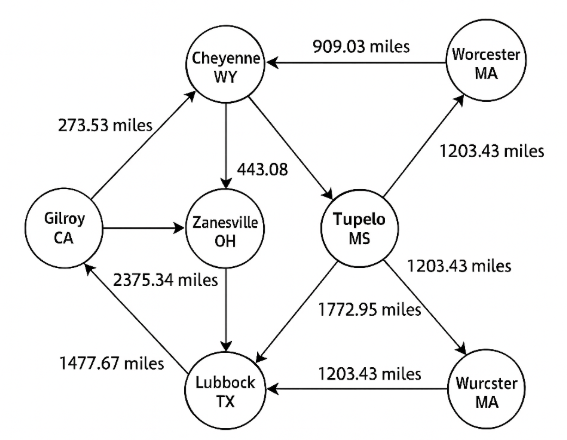 909.03 miles
Worcester
MA
Cheyenne
WY
273.53 miles
1203.43 miles
443.08
Gilroy
CA
Zanesville
OH
Tupelo
MS
1203.43 miles
2375.34 miles
1772.95 miles
1477.67 miles
1203.43 miles
Lubbock
TX
Wurcster
MA